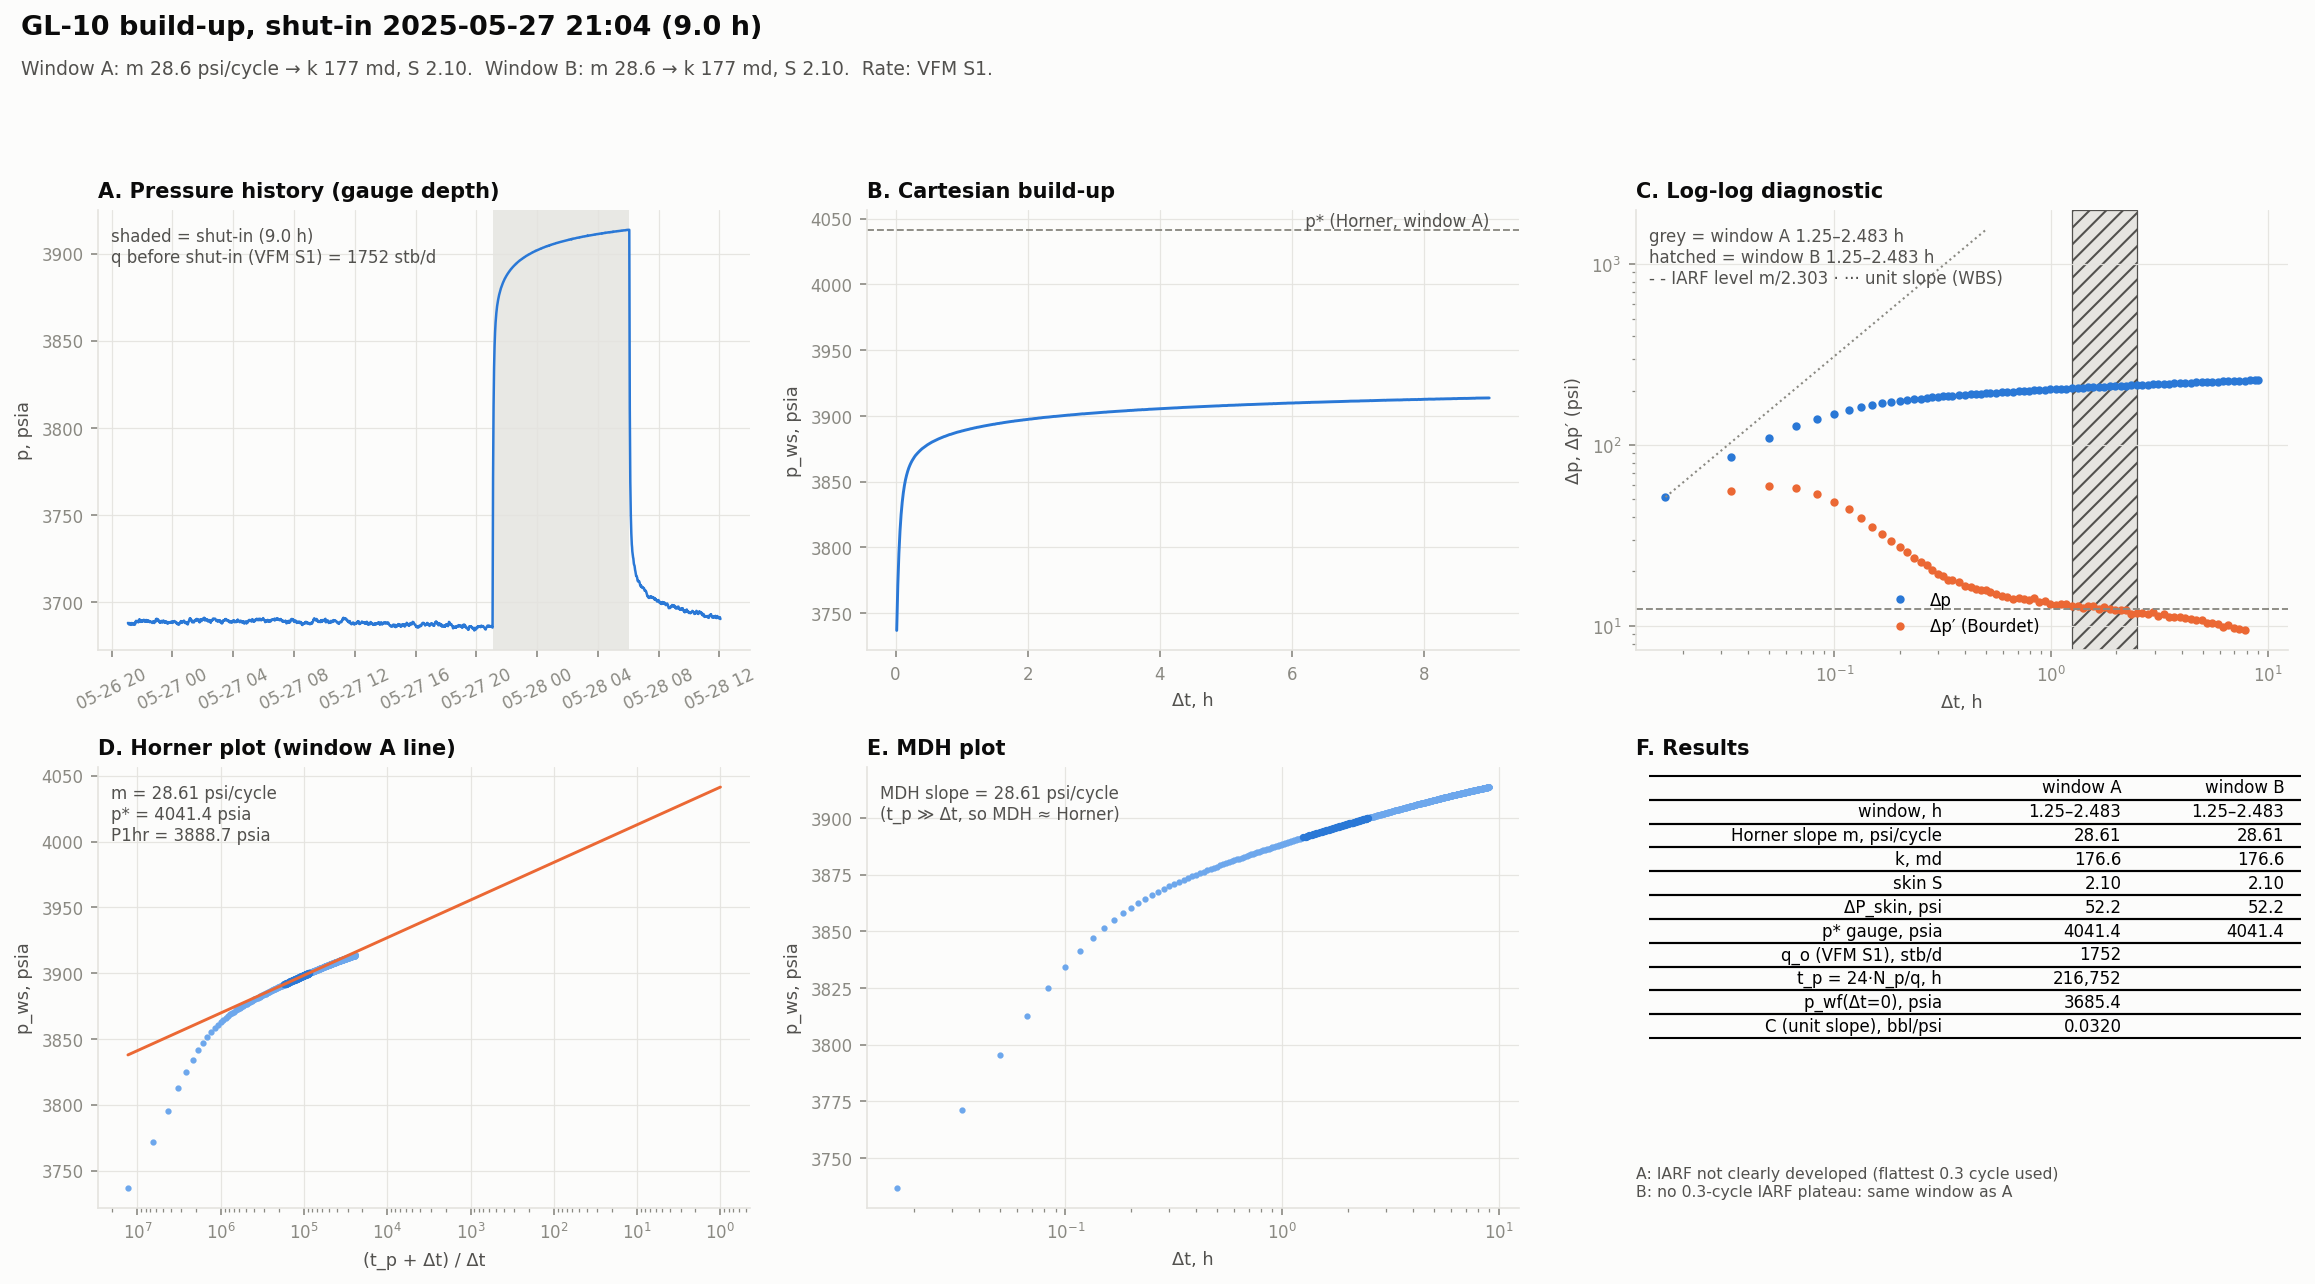 GL-10 build-up, shut-in 2025-05-27 21:04 (9.0 h)
Window A: m 28.6 psi/cycle → k 177 md, S 2.10.  Window B: m 28.6 → k 177 md, S 2.10.  Rate: VFM S1.
A. Pressure history (gauge depth)
shaded = shut-in (9.0 h)
q before shut-in (VFM S1) = 1752 stb/d
p, psia
3900
3850
3800
3750
3700
05-26 20
05-27 00
05-27 04
05-27 08
05-27 12
05-27 16
05-27 20
05-28 00
05-28 04
05-28 08
05-28 12
B. Cartesian build-up
p* (Horner, window A)
p_ws, psia
4050
4000
3950
3900
3850
3800
3750
0
2
4
6
8
Δt, h
C. Log-log diagnostic
grey = window A 1.25–2.483 h
hatched = window B 1.25–2.483 h
- - IARF level m/2.303 · ··· unit slope (WBS)
Δp, Δp′ (psi)
10³
10²
10¹
Δp
Δp′ (Bourdet)
10⁻¹
10⁰
10¹
Δt, h
D. Horner plot (window A line)
m = 28.61 psi/cycle
p* = 4041.4 psia
P1hr = 3888.7 psia
p_ws, psia
4050
4000
3950
3900
3850
3800
3750
10⁷
10⁶
10⁵
10⁴
10³
10²
10¹
10⁰
(t_p + Δt) / Δt
E. MDH plot
MDH slope = 28.61 psi/cycle
(t_p ≫ Δt, so MDH ≈ Horner)
p_ws, psia
3900
3875
3850
3825
3800
3775
3750
10⁻¹
10⁰
10¹
Δt, h
F. Results
window A window B
window, h 1.25–2.483 1.25–2.483
Horner slope m, psi/cycle 28.61 28.61
k, md 176.6 176.6
skin S 2.10 2.10
ΔP_skin, psi 52.2 52.2
p* gauge, psia 4041.4 4041.4
q_o (VFM S1), stb/d 1752
t_p = 24·N_p/q, h 216,752
p_wf(Δt=0), psia 3685.4
C (unit slope), bbl/psi 0.0320
A: IARF not clearly developed (flattest 0.3 cycle used)
B: no 0.3-cycle IARF plateau: same window as A